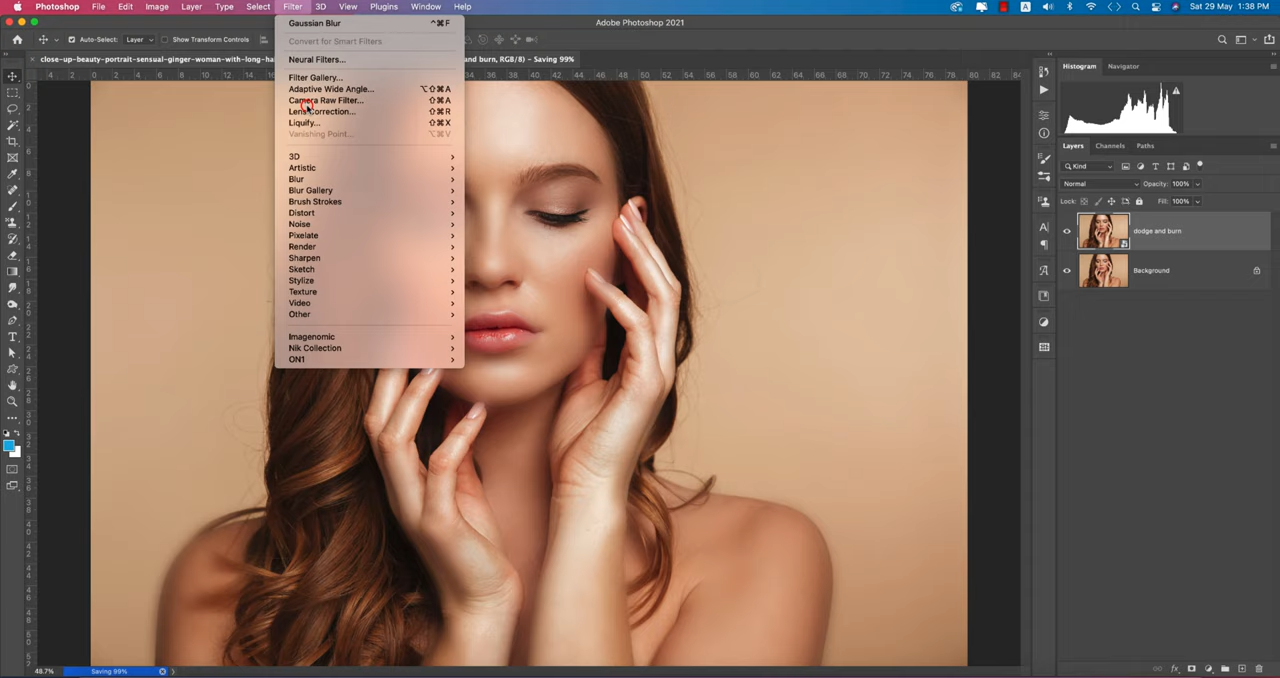 Photoshop File Edit Image Layer Type Select Filter 3D View Plugins Window Help Sat 29 May 1:38 PM
Adobe Photoshop 2021
Auto-Select: Layer Show Transform Controls
close-up-beauty-portrait-sensual-ginger-woman-with-long-ha and burn, RGB/8) – Saving 99%
Gaussian Blur ^⌘F
Convert for Smart Filters
Neural Filters...
Filter Gallery...
Adaptive Wide Angle... ⌥⇧⌘A
Camera Raw Filter... ⇧⌘A
Lens Correction... ⇧⌘R
Liquify... ⇧⌘X
Vanishing Point... ⌥⌘V
3D
Artistic
Blur
Blur Gallery
Brush Strokes
Distort
Noise
Pixelate
Render
Sharpen
Sketch
Stylize
Texture
Video
Other
Imagenomic
Nik Collection
ON1
Histogram Navigator
Layers Channels Paths
Kind
Normal Opacity: 100%
Lock: Fill: 100%
dodge and burn
Background
48.7% Saving 99%